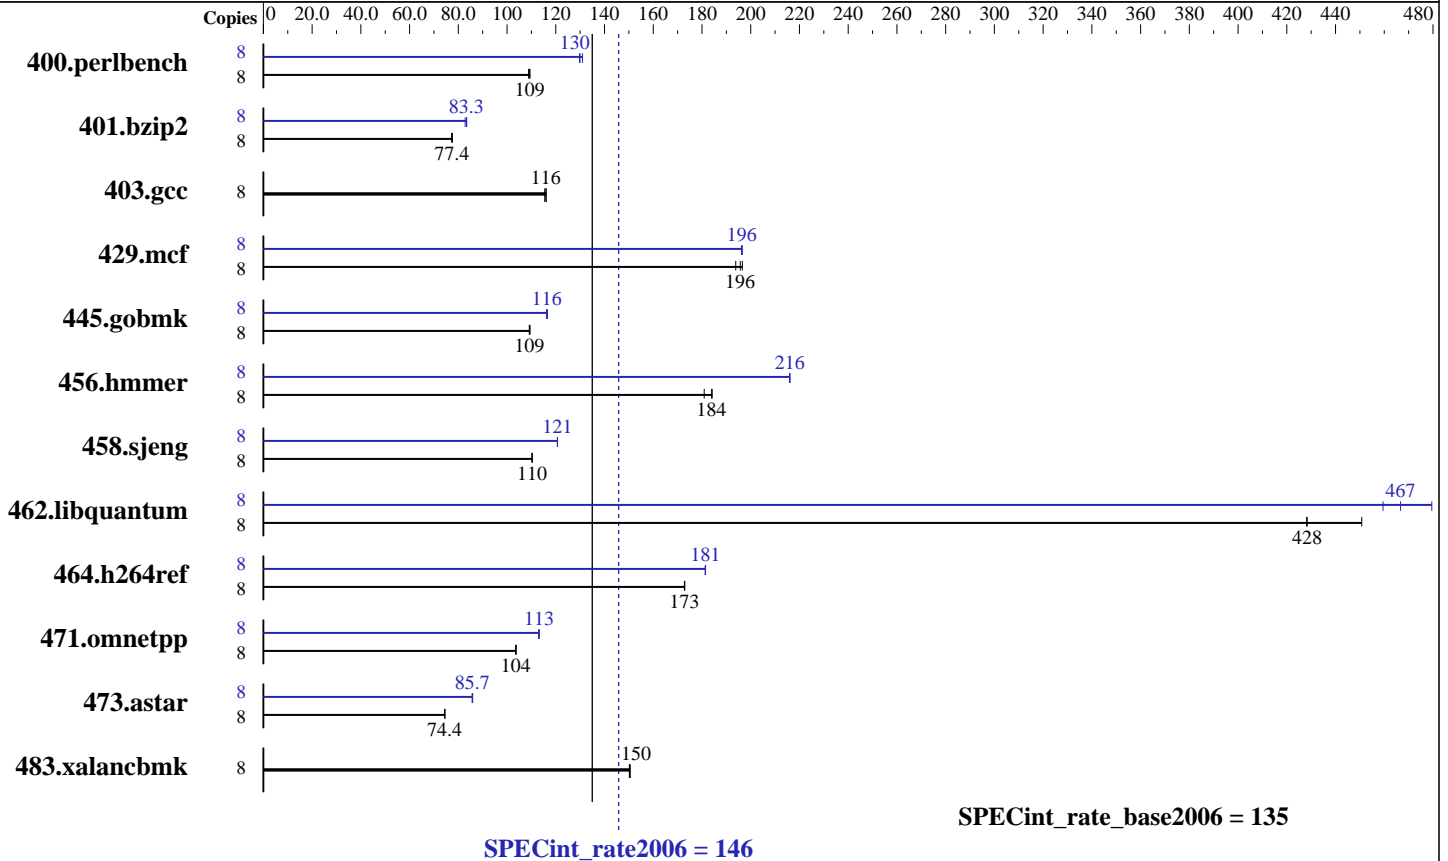 Copies 0 20.0 40.0 60.0 80.0 100 120 140 160 180 200 220 240 260 280 300 320 340 360 380 400 420 440 480
400.perlbench 8 130
8 109
401.bzip2 8 83.3
8 77.4
403.gcc 8 116
429.mcf 8 196
8 196
445.gobmk 8 116
8 109
456.hmmer 8 216
8 184
458.sjeng 8 121
8 110
462.libquantum 8 467
8 428
464.h264ref 8 181
8 173
471.omnetpp 8 113
8 104
473.astar 8 85.7
8 74.4
483.xalancbmk 8 150
SPECint_rate_base2006 = 135
SPECint_rate2006 = 146